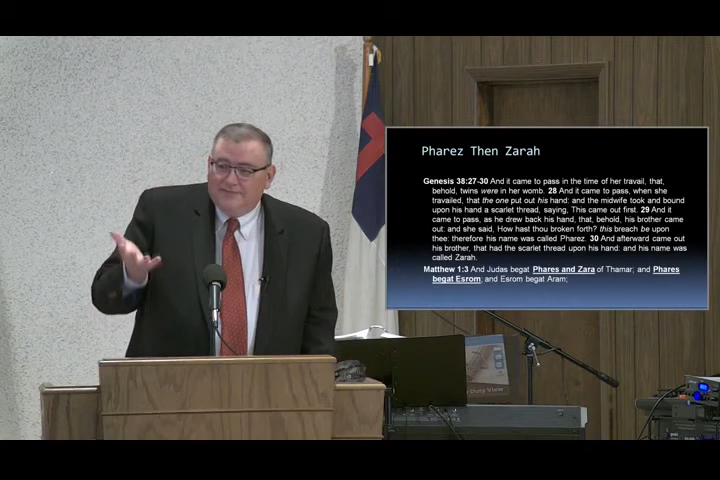 Pharez Then Zarah
Genesis 38:27-30 And it came to pass in the time of her travail, that,
behold, twins were in her womb. 28 And it came to pass, when she
travailed, that the one put out his hand: and the midwife took and bound
upon his hand a scarlet thread, saying, This came out first. 29 And it
came to pass, as he drew back his hand, that, behold, his brother came
out: and she said, How hast thou broken forth? this breach be upon
thee: therefore his name was called Pharez. 30 And afterward came out
his brother, that had the scarlet thread upon his hand: and his name was
called Zarah.
Matthew 1:3 And Judas begat Phares and Zara of Thamar; and Phares
begat Esrom; and Esrom begat Aram;